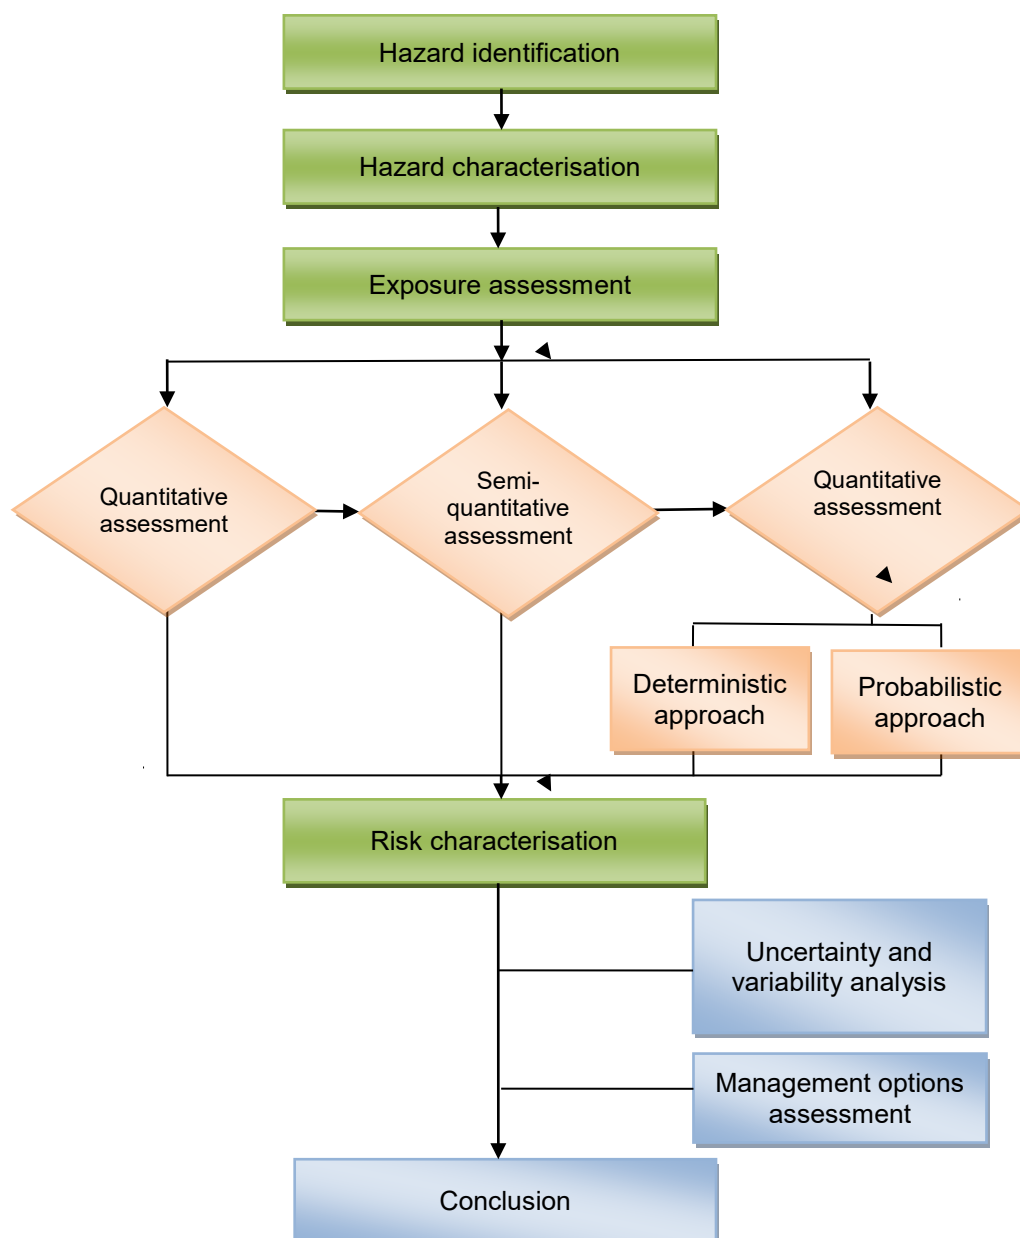 Hazard identification
Hazard characterisation
Exposure assessment
Quantitative
assessment
Semi-
quantitative
assessment
Quantitative
assessment
Deterministic
approach
Probabilistic
approach
Risk characterisation
Uncertainty and
variability analysis
Management options
assessment
Conclusion